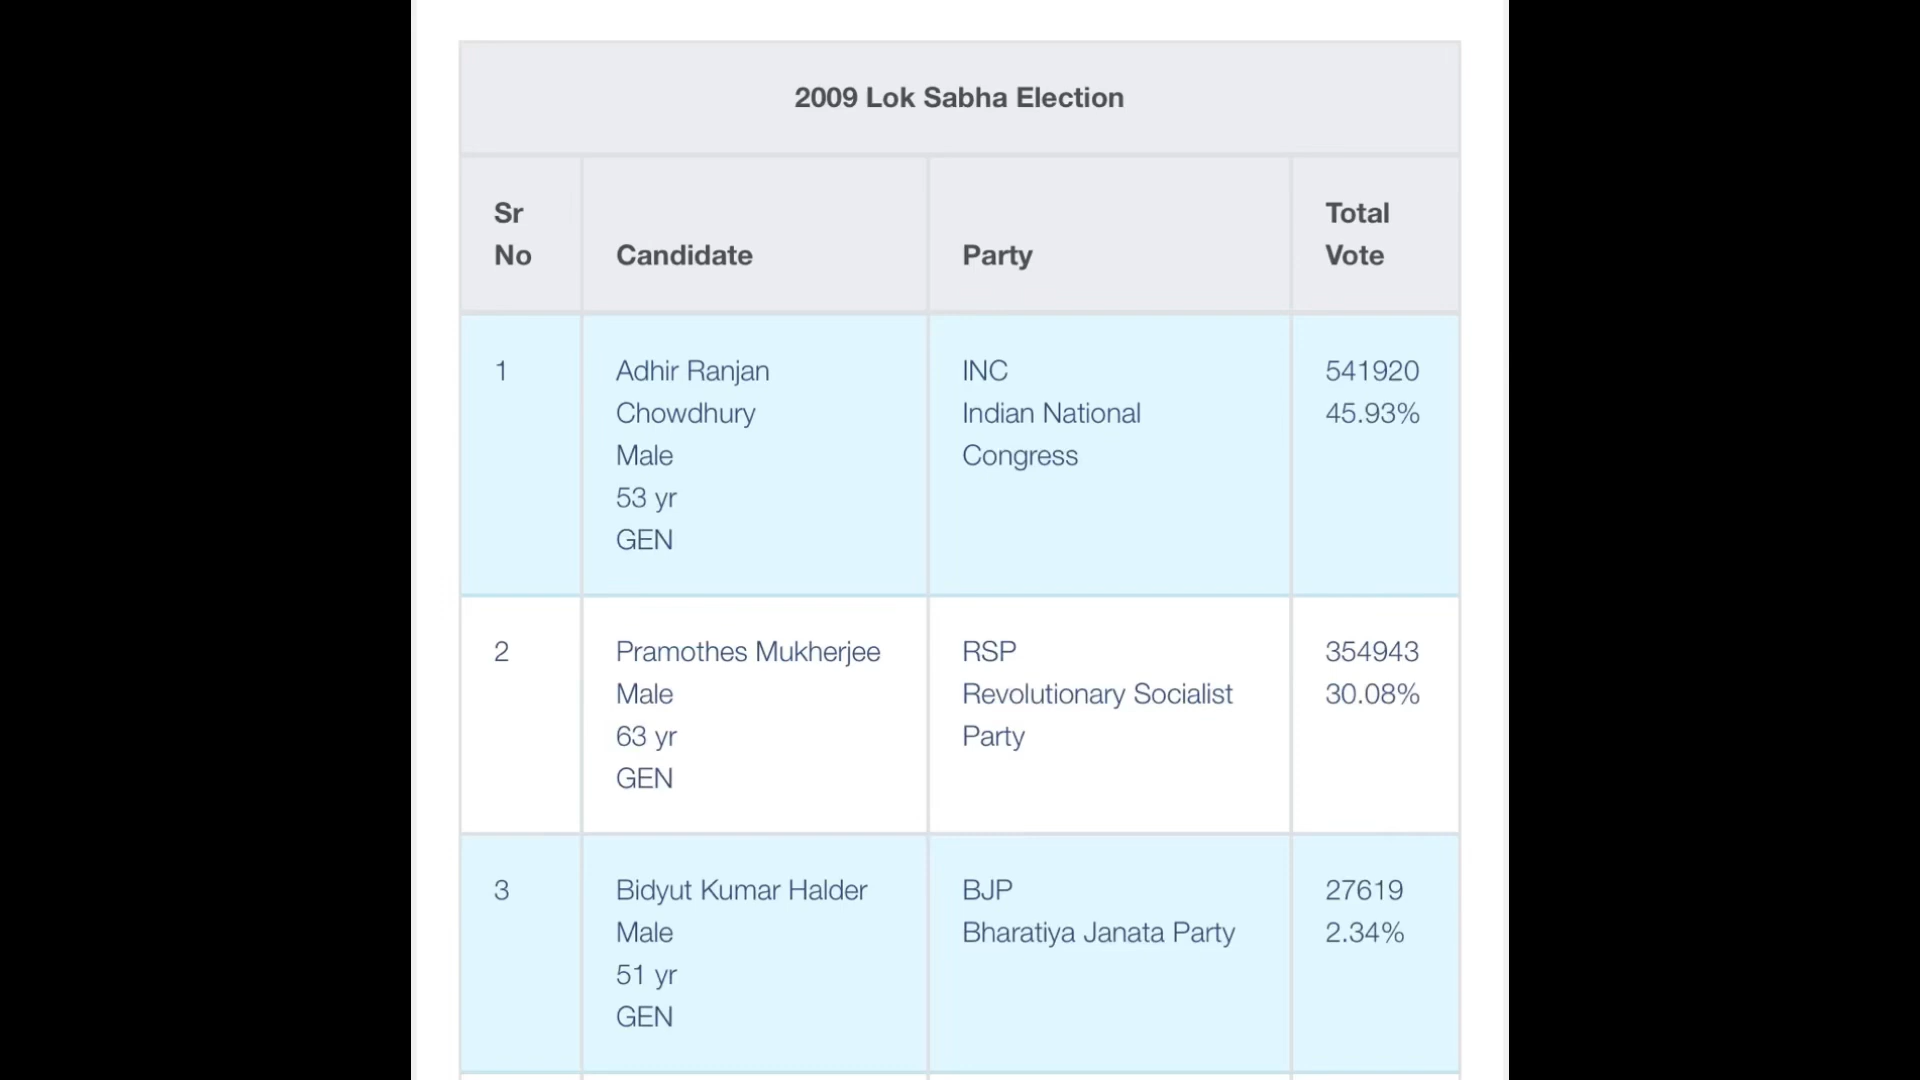 2009 Lok Sabha Election
Sr No
Candidate
Party
Total Vote
1
Adhir Ranjan
Chowdhury
Male
53 yr
GEN
INC
Indian National
Congress
541920
45.93%
2
Pramothes Mukherjee
Male
63 yr
GEN
RSP
Revolutionary Socialist
Party
354943
30.08%
3
Bidyut Kumar Halder
Male
51 yr
GEN
BJP
Bharatiya Janata Party
27619
2.34%